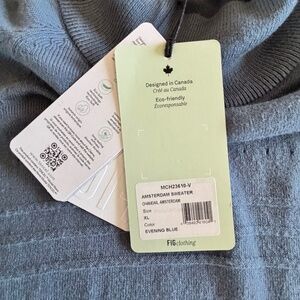 Designed in Canada
Créé au Canada
Eco-friendly
Écoresponsable
MCH23610-V
AMSTERDAM SWEATER
CHANDAIL AMSTERDAM
Size
XL
Color
EVENING BLUE
FIGclothing